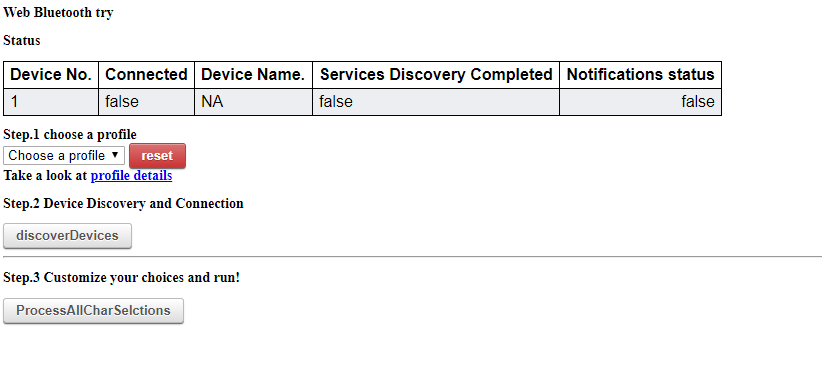 Web Bluetooth try
Status
Device No. Connected Device Name. Services Discovery Completed Notifications status
1 false NA false false
Step.1 choose a profile
Choose a profile ▼ reset
Take a look at profile details
Step.2 Device Discovery and Connection
discoverDevices
Step.3 Customize your choices and run!
ProcessAllCharSelctions